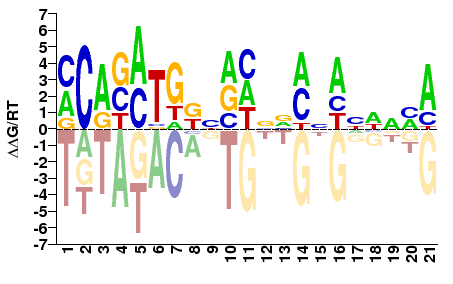 7
6
5
4
3
2
1
0
-1
-2
-3
-4
-5
-6
-7
ΔΔG/RT
1 2 3 4 5 6 7 8 9 10 11 12 13 14 15 16 17 18 19 20 21
C A G T
C A G T
A G T
G C T A
A C G T
T A
G T A C
G T A
C G
A G C T
C A T G
G T
G A T
A C T G
C T
A C T G
C T G
A T G
A T
C T G T
A C T G